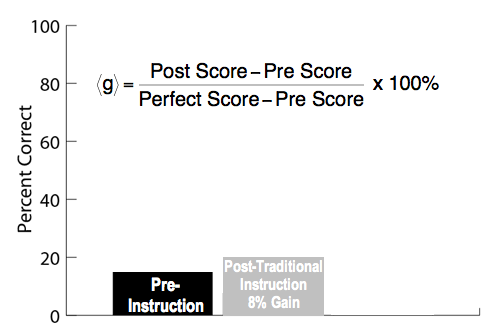 100
80
60
40
20
0
Percent Correct
⟨g⟩ = Post Score – Pre Score
Perfect Score – Pre Score
x 100%
Pre-
Instruction
Post-Traditional
Instruction
8% Gain